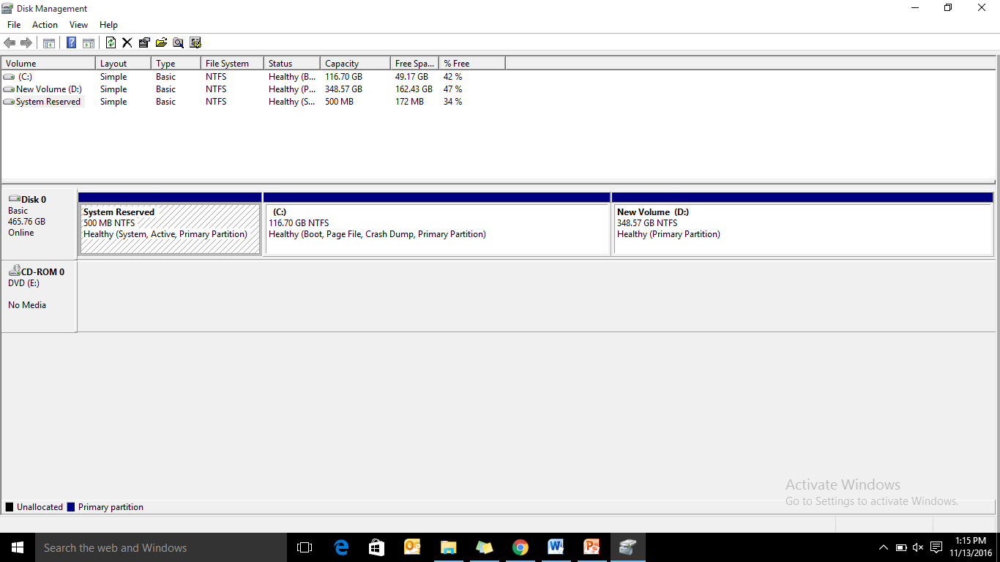 Disk Management
File Action View Help
Volume Layout Type File System Status Capacity Free Spa... % Free
(C:) Simple Basic NTFS Healthy (B... 116.70 GB 49.17 GB 42 %
New Volume (D:) Simple Basic NTFS Healthy (P... 348.57 GB 162.43 GB 47 %
System Reserved Simple Basic NTFS Healthy (S... 500 MB 172 MB 34 %
Disk 0
Basic
465.76 GB
Online
System Reserved
500 MB NTFS
Healthy (System, Active, Primary Partition)
(C:)
116.70 GB NTFS
Healthy (Boot, Page File, Crash Dump, Primary Partition)
New Volume (D:)
348.57 GB NTFS
Healthy (Primary Partition)
CD-ROM 0
DVD (E:)
No Media
Activate Windows
Go to Settings to activate Windows.
Unallocated Primary partition
Search the web and Windows
1:15 PM
11/13/2016